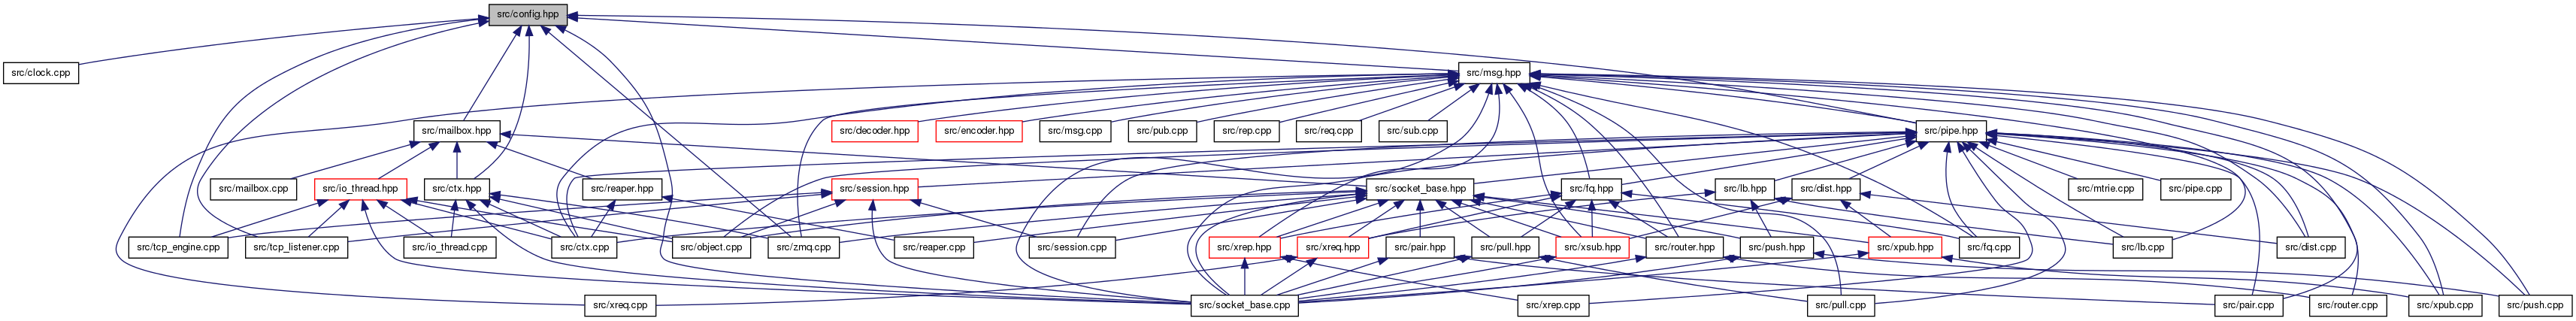 src/config.hpp
src/clock.cpp
src/msg.hpp
src/mailbox.hpp
src/decoder.hpp
src/encoder.hpp
src/msg.cpp
src/pub.cpp
src/rep.cpp
src/req.cpp
src/sub.cpp
src/pipe.hpp
src/mailbox.cpp
src/io_thread.hpp
src/ctx.hpp
src/reaper.hpp
src/session.hpp
src/socket_base.hpp
src/fq.hpp
src/lb.hpp
src/dist.hpp
src/mtrie.cpp
src/pipe.cpp
src/tcp_engine.cpp
src/tcp_listener.cpp
src/io_thread.cpp
src/ctx.cpp
src/object.cpp
src/zmq.cpp
src/reaper.cpp
src/session.cpp
src/xrep.hpp
src/xreq.hpp
src/pair.hpp
src/pull.hpp
src/xsub.hpp
src/router.hpp
src/push.hpp
src/xpub.hpp
src/fq.cpp
src/lb.cpp
src/dist.cpp
src/xreq.cpp
src/socket_base.cpp
src/xrep.cpp
src/pull.cpp
src/pair.cpp
src/router.cpp
src/xpub.cpp
src/push.cpp